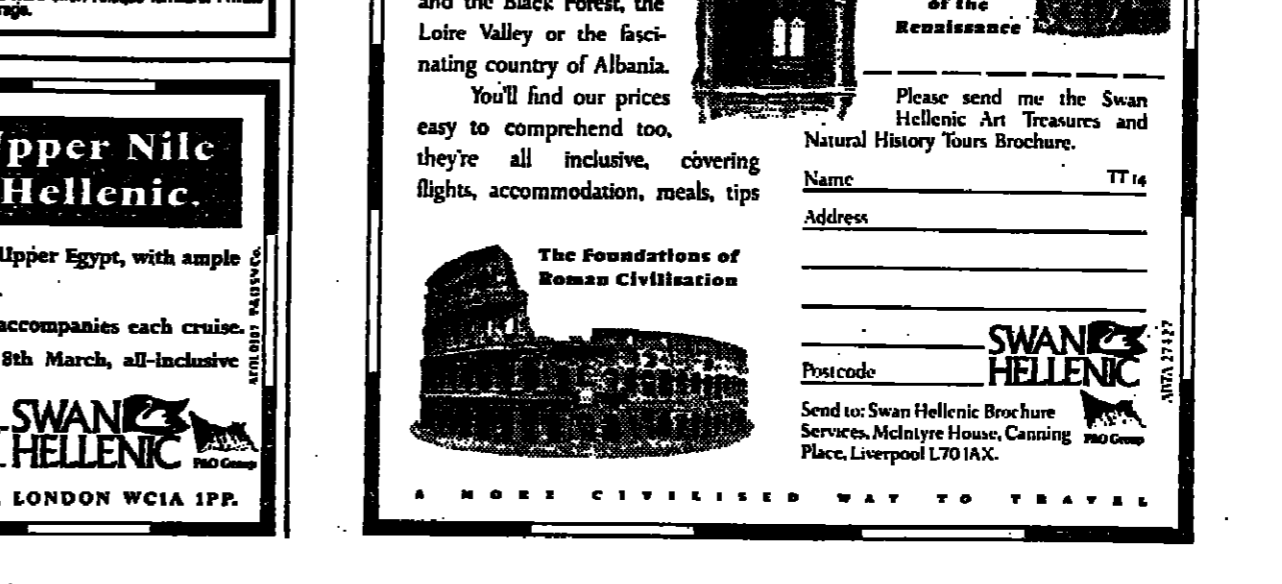 rage.
Upper Nile
Hellenic.
Upper Egypt, with ample
accompanies each cruise.
8th March, all-inclusive
SWAN
HELLENIC
P&O Group
LONDON WC1A 1PP.
and the Black Forest, the
Loire Valley or the fasci-
nating country of Albania.
You'll find our prices
easy to comprehend too,
they're all inclusive, covering
flights, accommodation, meals, tips
of the
Renaissance
The Foundations of
Roman Civilisation
Please send me the Swan
Hellenic Art Treasures and
Natural History Tours Brochure.
Name TT 14
Address
Postcode
SWAN
HELLENIC
ABTA 27427
P&O Group
Send to: Swan Hellenic Brochure
Services, McIntyre House, Canning
Place, Liverpool L70 1AX.
A MORE CIVILISED WAY TO TRAVEL